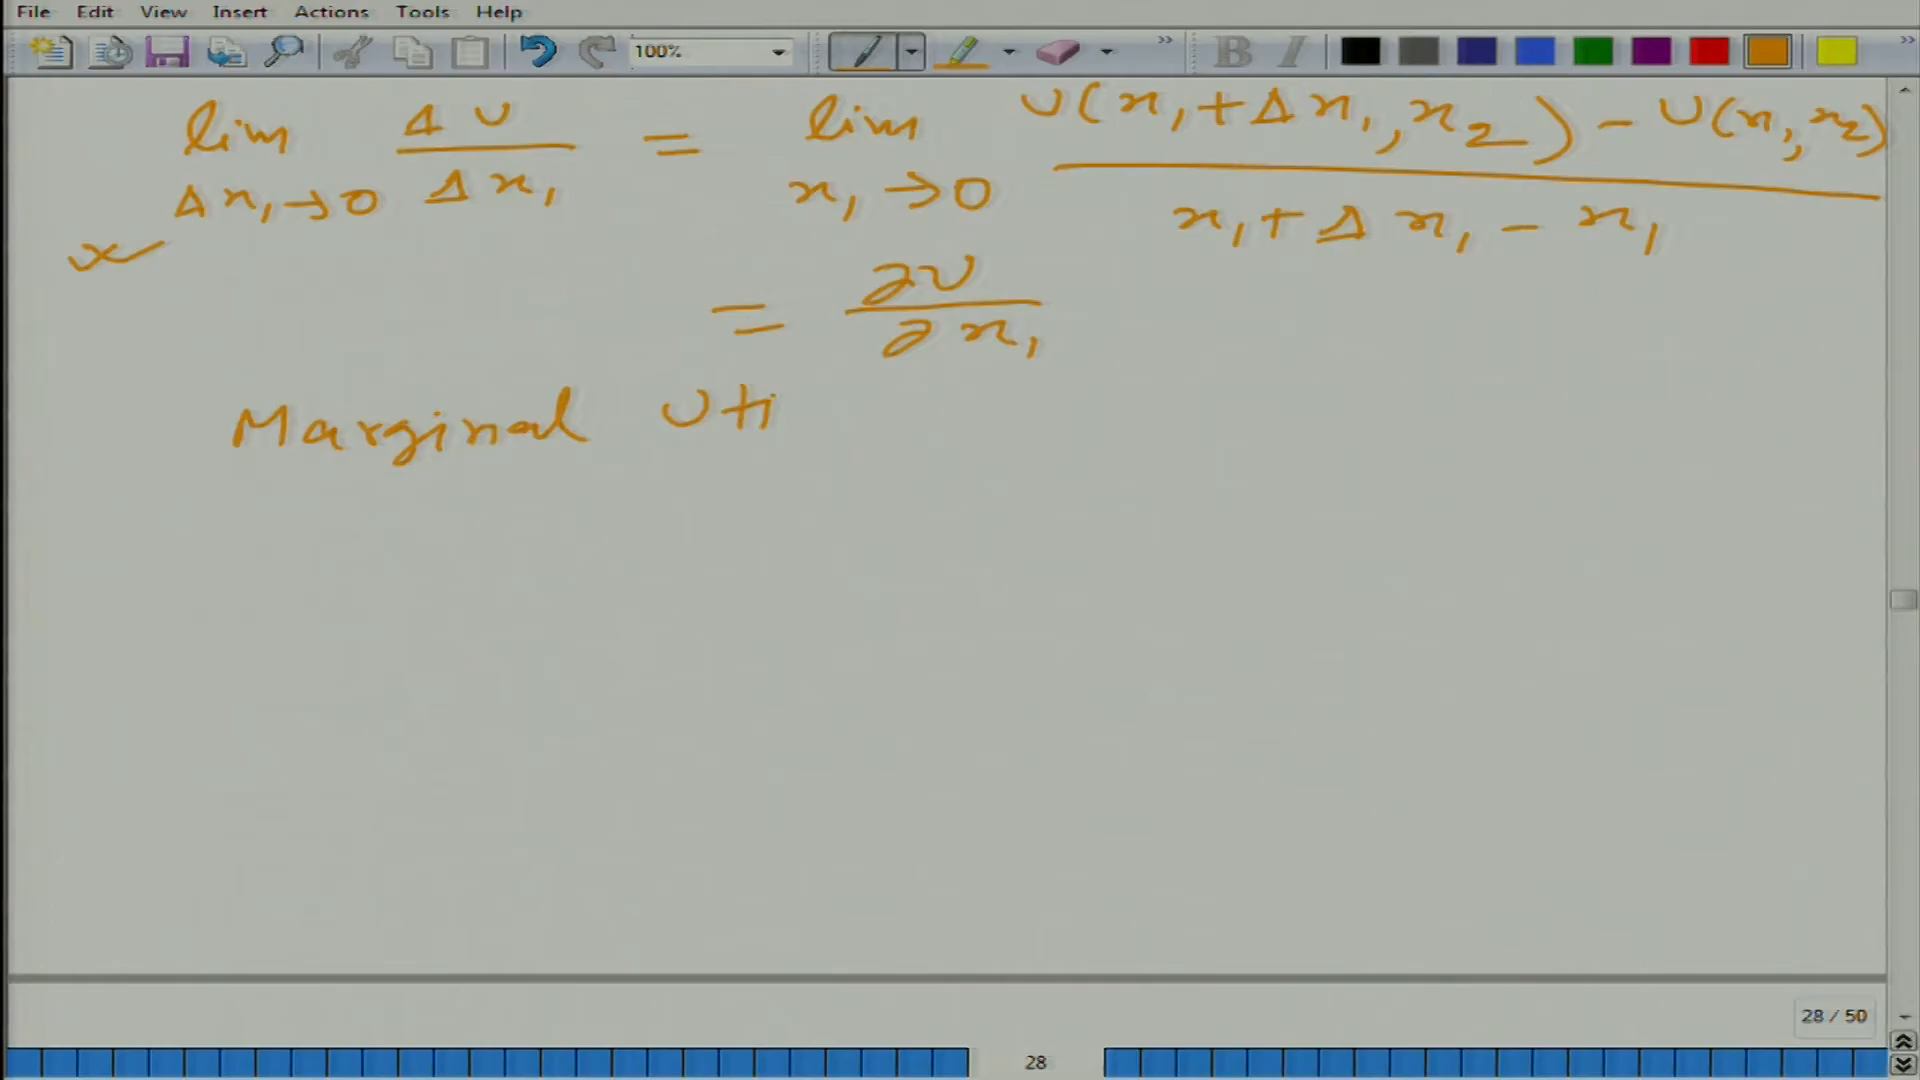 File Edit View Insert Actions Tools Help
100%
B I
lim ΔU / Δx₁ = lim U(x₁ + Δx₁, x₂) - U(x₁, x₂) / x₁ + Δx₁ - x₁
Δx₁ → 0 x₁ → 0
= ∂U / ∂x₁
Marginal Uti
28 / 50
28